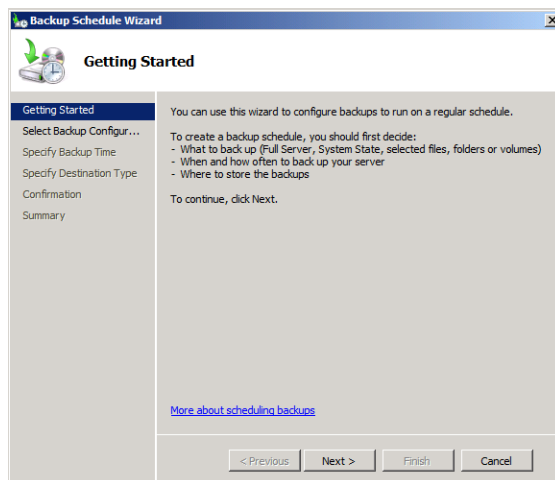 Backup Schedule Wizard
Getting Started
Getting Started
Select Backup Configur...
Specify Backup Time
Specify Destination Type
Confirmation
Summary
You can use this wizard to configure backups to run on a regular schedule.
To create a backup schedule, you should first decide:
- What to back up (Full Server, System State, selected files, folders or volumes)
- When and how often to back up your server
- Where to store the backups
To continue, click Next.
More about scheduling backups
< Previous
Next >
Finish
Cancel